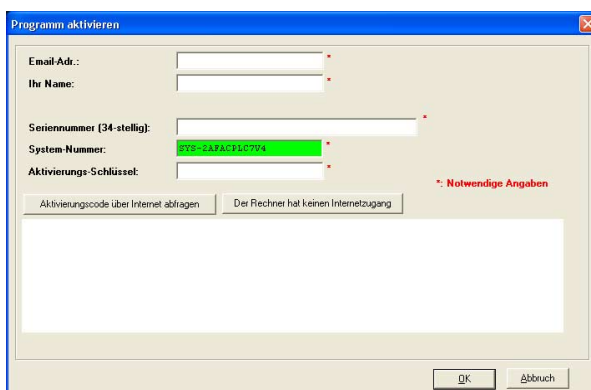 Programm aktivieren
Email-Adr.: *
Ihr Name: *
Seriennummer (34-stellig): *
System-Nummer: SYS-2AFACPLC7V4 *
Aktivierungs-Schlüssel: *
*: Notwendige Angaben
Aktivierungscode über Internet abfragen Der Rechner hat keinen Internetzugang
OK Abbruch